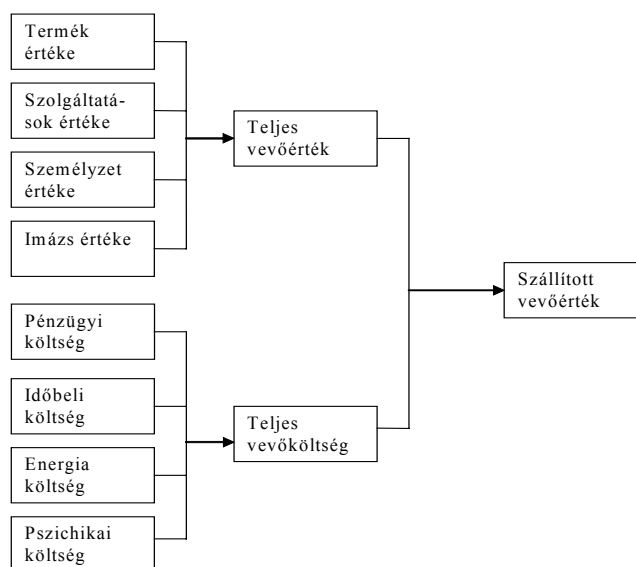 Termék
értéke
Szolgáltatá-
sok értéke
Személyzet
értéke
Imázs értéke
Teljes
vevőérték
Szállított
vevőérték
Pénzügyi
költség
Időbeli
költség
Energia
költség
Pszichikai
költség
Teljes
vevőköltség